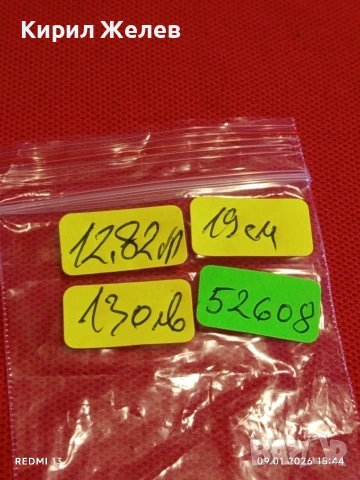 Кирил Желев
12,82гр
19см
130лв
52608
REDMI 13
09.01.2026 15:44